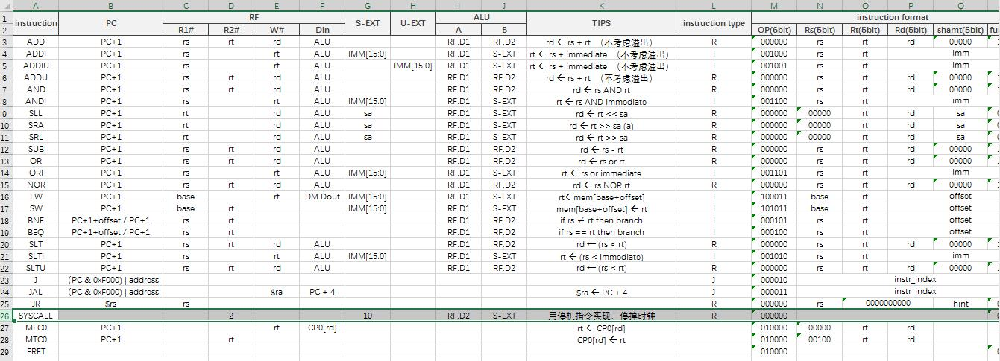 A B C D E F G H I J K L M N O P Q
1 instruction PC RF S-EXT U-EXT ALU TIPS instruction type instruction format
2 R1# R2# W# Din A B OP(6bit) Rs(5bit) Rt(5bit) Rd(5bit) shamt(5bit) fu
3 ADD PC+1 rs rt rd ALU RF.D1 RF.D2 rd ← rs + rt （不考虑溢出） R 000000 rs rt rd 00000
4 ADDI PC+1 rs rt ALU IMM[15:0] RF.D1 S-EXT rt ← rs + immediate （不考虑溢出） I 001000 rs rt imm
5 ADDIU PC+1 rs rt ALU IMM[15:0] RF.D1 S-EXT rt ← rs + immediate （不考虑溢出） I 001001 rs rt imm
6 ADDU PC+1 rs rt rd ALU RF.D1 RF.D2 rd ← rs + rt （不考虑溢出） R 000000 rs rt rd 00000
7 AND PC+1 rs rt rd ALU RF.D1 RF.D2 rd ← rs AND rt R 000000 rs rt rd 00000
8 ANDI PC+1 rs rt ALU IMM[15:0] RF.D1 S-EXT rt ← rs AND immediate I 001100 rs rt imm
9 SLL PC+1 rt rd ALU sa RF.D1 S-EXT rd ← rt << sa R 000000 00000 rt rd sa
10 SRA PC+1 rt rd ALU sa RF.D1 S-EXT rd ← rt >> sa (a) R 000000 00000 rt rd sa
11 SRL PC+1 rt rd ALU sa RF.D1 S-EXT rd ← rt >> sa R 000000 00000 rt rd sa
12 SUB PC+1 rs rt rd ALU RF.D1 RF.D2 rd ← rs - rt R 000000 rs rt rd 00000
13 OR PC+1 rs rt rd ALU RF.D1 RF.D2 rd ← rs or rt R 000000 rs rt rd 00000
14 ORI PC+1 rs rt ALU IMM[15:0] RF.D1 S-EXT rt ← rs or immediate I 001101 rs rt imm
15 NOR PC+1 rs rt rd ALU RF.D1 RF.D2 rd ← rs NOR rt R 000000 rs rt rd 00000
16 LW PC+1 base rt DM.Dout IMM[15:0] RF.D1 S-EXT rt←mem[base+offset] I 100011 base rt offset
17 SW PC+1 base rt IMM[15:0] RF.D1 S-EXT mem[base+offset] ← rt I 101011 base rt offset
18 BNE PC+1+offset / PC+1 rs rt RF.D1 RF.D2 if rs ≠ rt then branch I 000101 rs rt offset
19 BEQ PC+1+offset / PC+1 rs rt RF.D1 RF.D2 if rs == rt then branch I 000100 rs rt offset
20 SLT PC+1 rs rt rd ALU RF.D1 RF.D2 rd ← (rs < rt) R 000000 rs rt rd 00000
21 SLTI PC+1 rs rt ALU IMM[15:0] RF.D1 S-EXT rt ← (rs < immediate) I 001010 rs rt imm
22 SLTU PC+1 rs rt rd ALU RF.D1 RF.D2 rd ← (rs < rt) R 000000 rs rt rd 00000
23 J (PC & 0xF000) | address J 000010 instr_index
24 JAL (PC & 0xF000) | address $ra PC + 4 $ra ← PC + 4 J 000011 instr_index
25 JR $rs rs R 000000 rs 0000000000 hint
26 SYSCALL 2 10 RF.D2 S-EXT 用停机指令实现，停掉时钟 R 000000
27 MFC0 PC+1 rt CP0[rd] rt ← CP0[rd] 010000 00000 rt rd
28 MTC0 PC+1 rt CP0[rd] ← rt 010000 00100 rt rd
29 ERET 010000